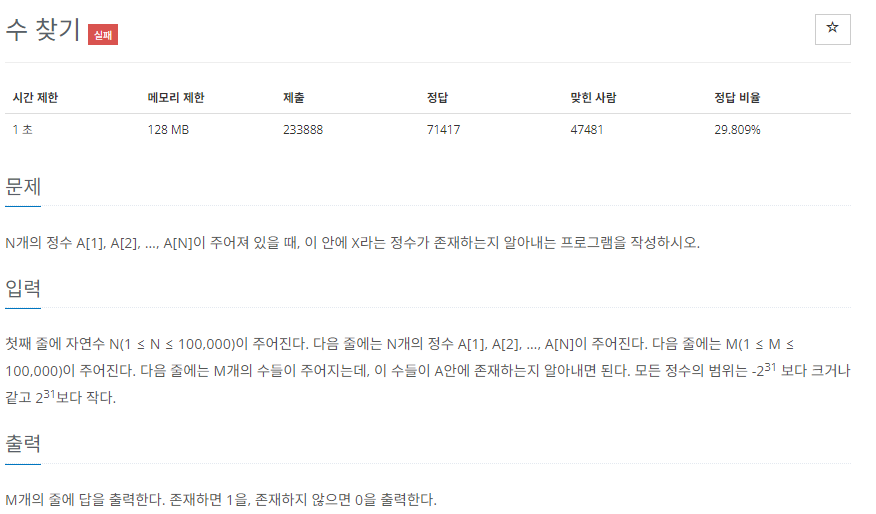 수 찾기 실패
☆
시간 제한 메모리 제한 제출 정답 맞힌 사람 정답 비율
1 초 128 MB 233888 71417 47481 29.809%
문제
N개의 정수 A[1], A[2], …, A[N]이 주어져 있을 때, 이 안에 X라는 정수가 존재하는지 알아내는 프로그램을 작성하시오.
입력
첫째 줄에 자연수 N(1 ≤ N ≤ 100,000)이 주어진다. 다음 줄에는 N개의 정수 A[1], A[2], …, A[N]이 주어진다. 다음 줄에는 M(1 ≤ M ≤
100,000)이 주어진다. 다음 줄에는 M개의 수들이 주어지는데, 이 수들이 A안에 존재하는지 알아내면 된다. 모든 정수의 범위는 -2³¹ 보다 크거나
같고 2³¹보다 작다.
출력
M개의 줄에 답을 출력한다. 존재하면 1을, 존재하지 않으면 0을 출력한다.